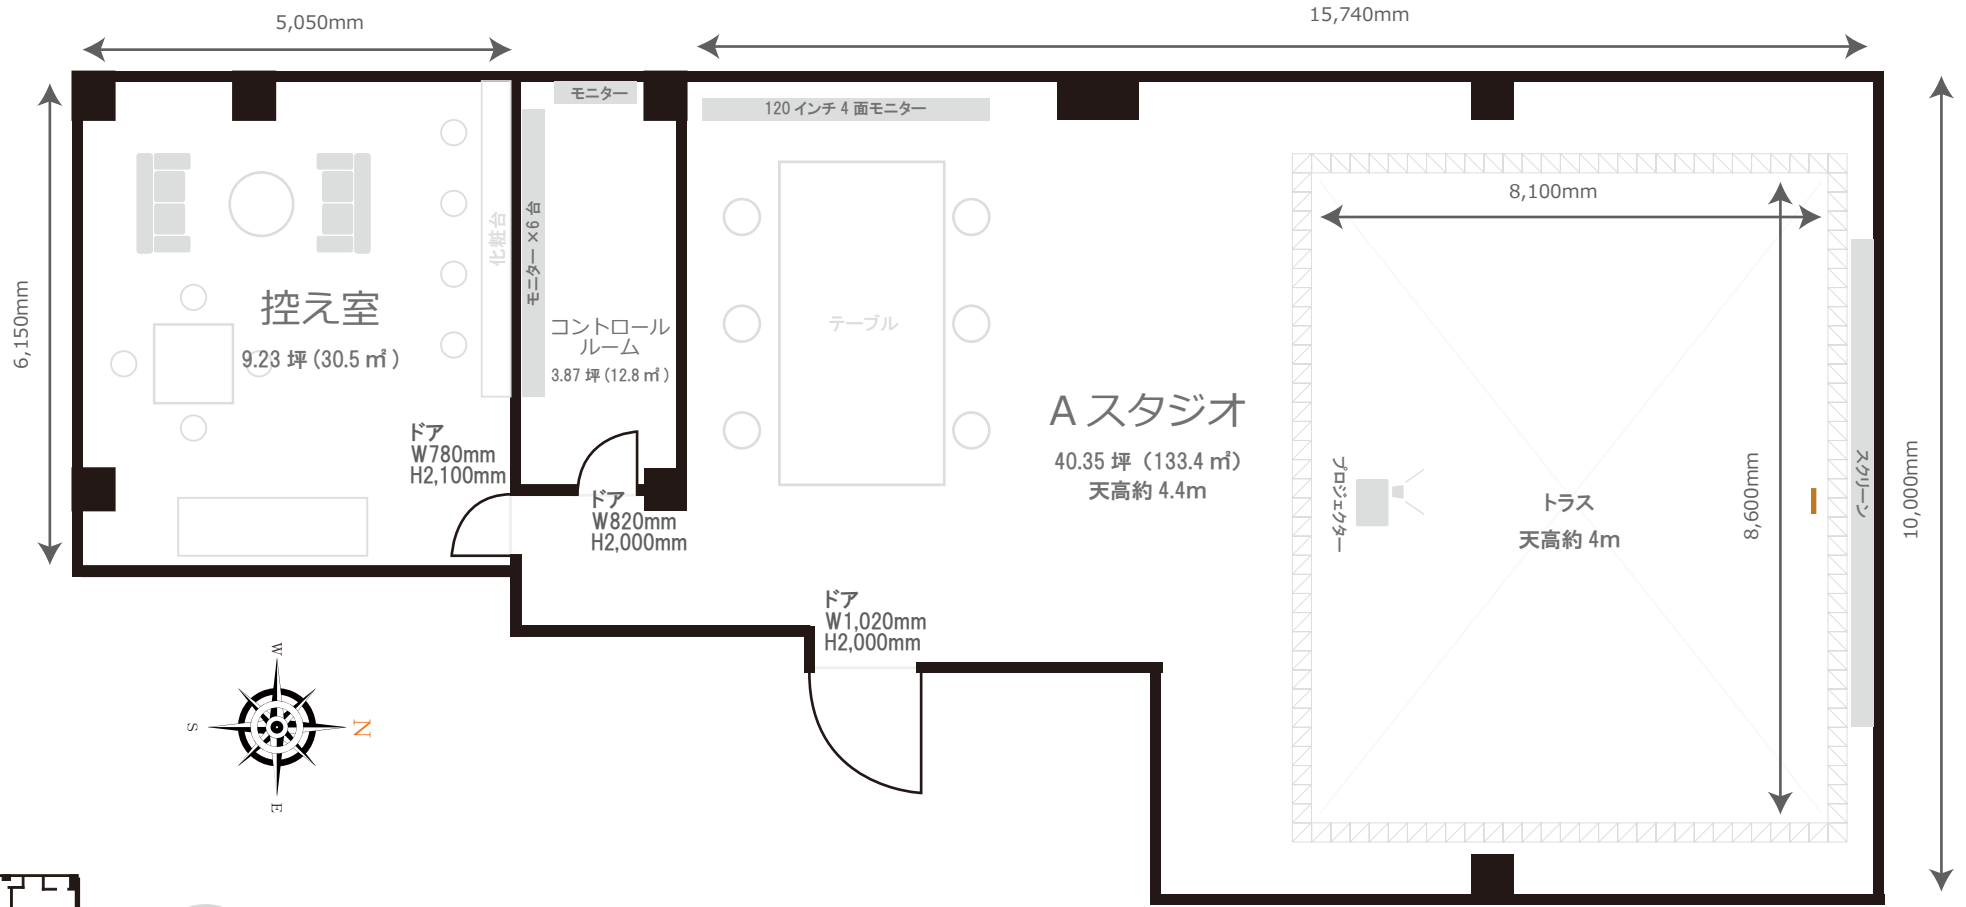 5,050mm
15,740mm
モニター
120 インチ 4 面モニター
8,100mm
化粧台
モニター ×6 台
6,150mm
控え室
9.23 坪 (30.5 ㎡ )
コントロール
ルーム
3.87 坪 (12.8 ㎡ )
テーブル
A スタジオ
40.35 坪（133.4 ㎡）
天高約 4.4m
プロジェクター
トラス
天高約 4m
8,600mm
スクリーン
10,000mm
ドア
W780mm
H2,100mm
ドア
W820mm
H2,000mm
ドア
W1,020mm
H2,000mm
W
S
N
E